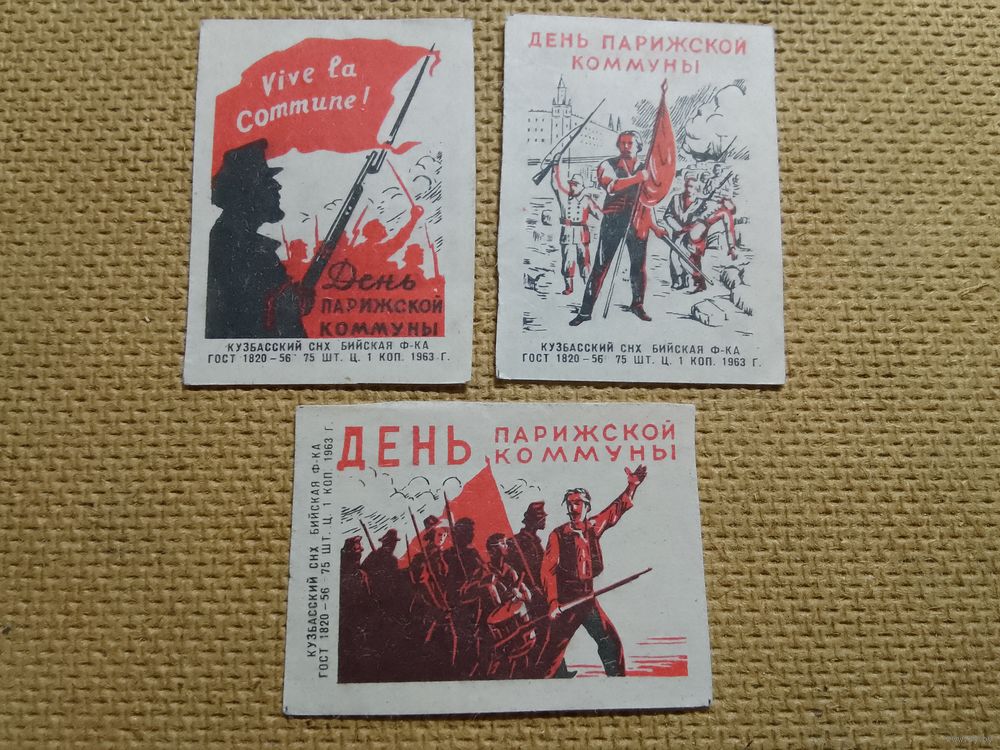 Vive la
Commune!
День
ПАРИЖСКОЙ
КОММУНЫ
КУЗБАССКИЙ СНХ БИЙСКАЯ Ф-КА
ГОСТ 1820-56 75 ШТ. Ц. 1 КОП. 1963 Г.
ДЕНЬ ПАРИЖСКОЙ
КОММУНЫ
КУЗБАССКИЙ СНХ БИЙСКАЯ Ф-КА
ГОСТ 1820-56 75 ШТ. Ц. 1 КОП. 1963 Г.
ДЕНЬ ПАРИЖСКОЙ
КОММУНЫ
КУЗБАССКИЙ СНХ БИЙСКАЯ Ф-КА
ГОСТ 1820-56 75 ШТ. Ц. 1 КОП. 1963 Г.